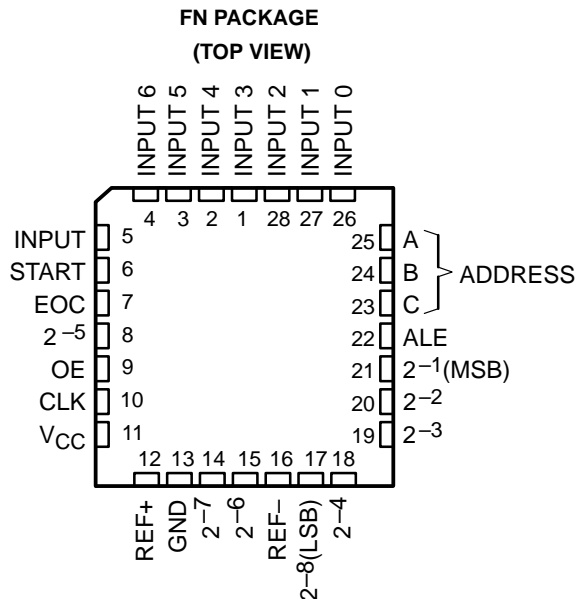 FN PACKAGE
(TOP VIEW)
INPUT 6
INPUT 5
INPUT 4
INPUT 3
INPUT 2
INPUT 1
INPUT 0
4 3 2 1 28 27 26
INPUT 5
START 6
EOC 7
2–5 8
OE 9
CLK 10
VCC 11
25 A
24 B
23 C
ADDRESS
22 ALE
21 2–1(MSB)
20 2–2
19 2–3
12 13 14 15 16 17 18
REF+
GND
2–7
2–6
REF–
2–8(LSB)
2–4